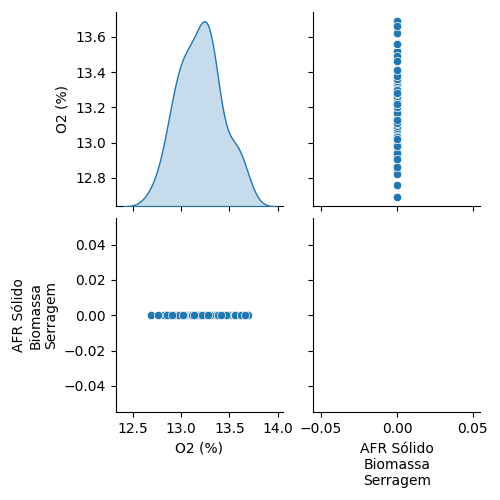 13.6
13.4
13.2
13.0
12.8
O2 (%)
0.04
0.02
0.00
−0.02
−0.04
AFR Sólido
Biomassa
Serragem
12.5 13.0 13.5 14.0
O2 (%)
−0.05 0.00 0.05
AFR Sólido
Biomassa
Serragem